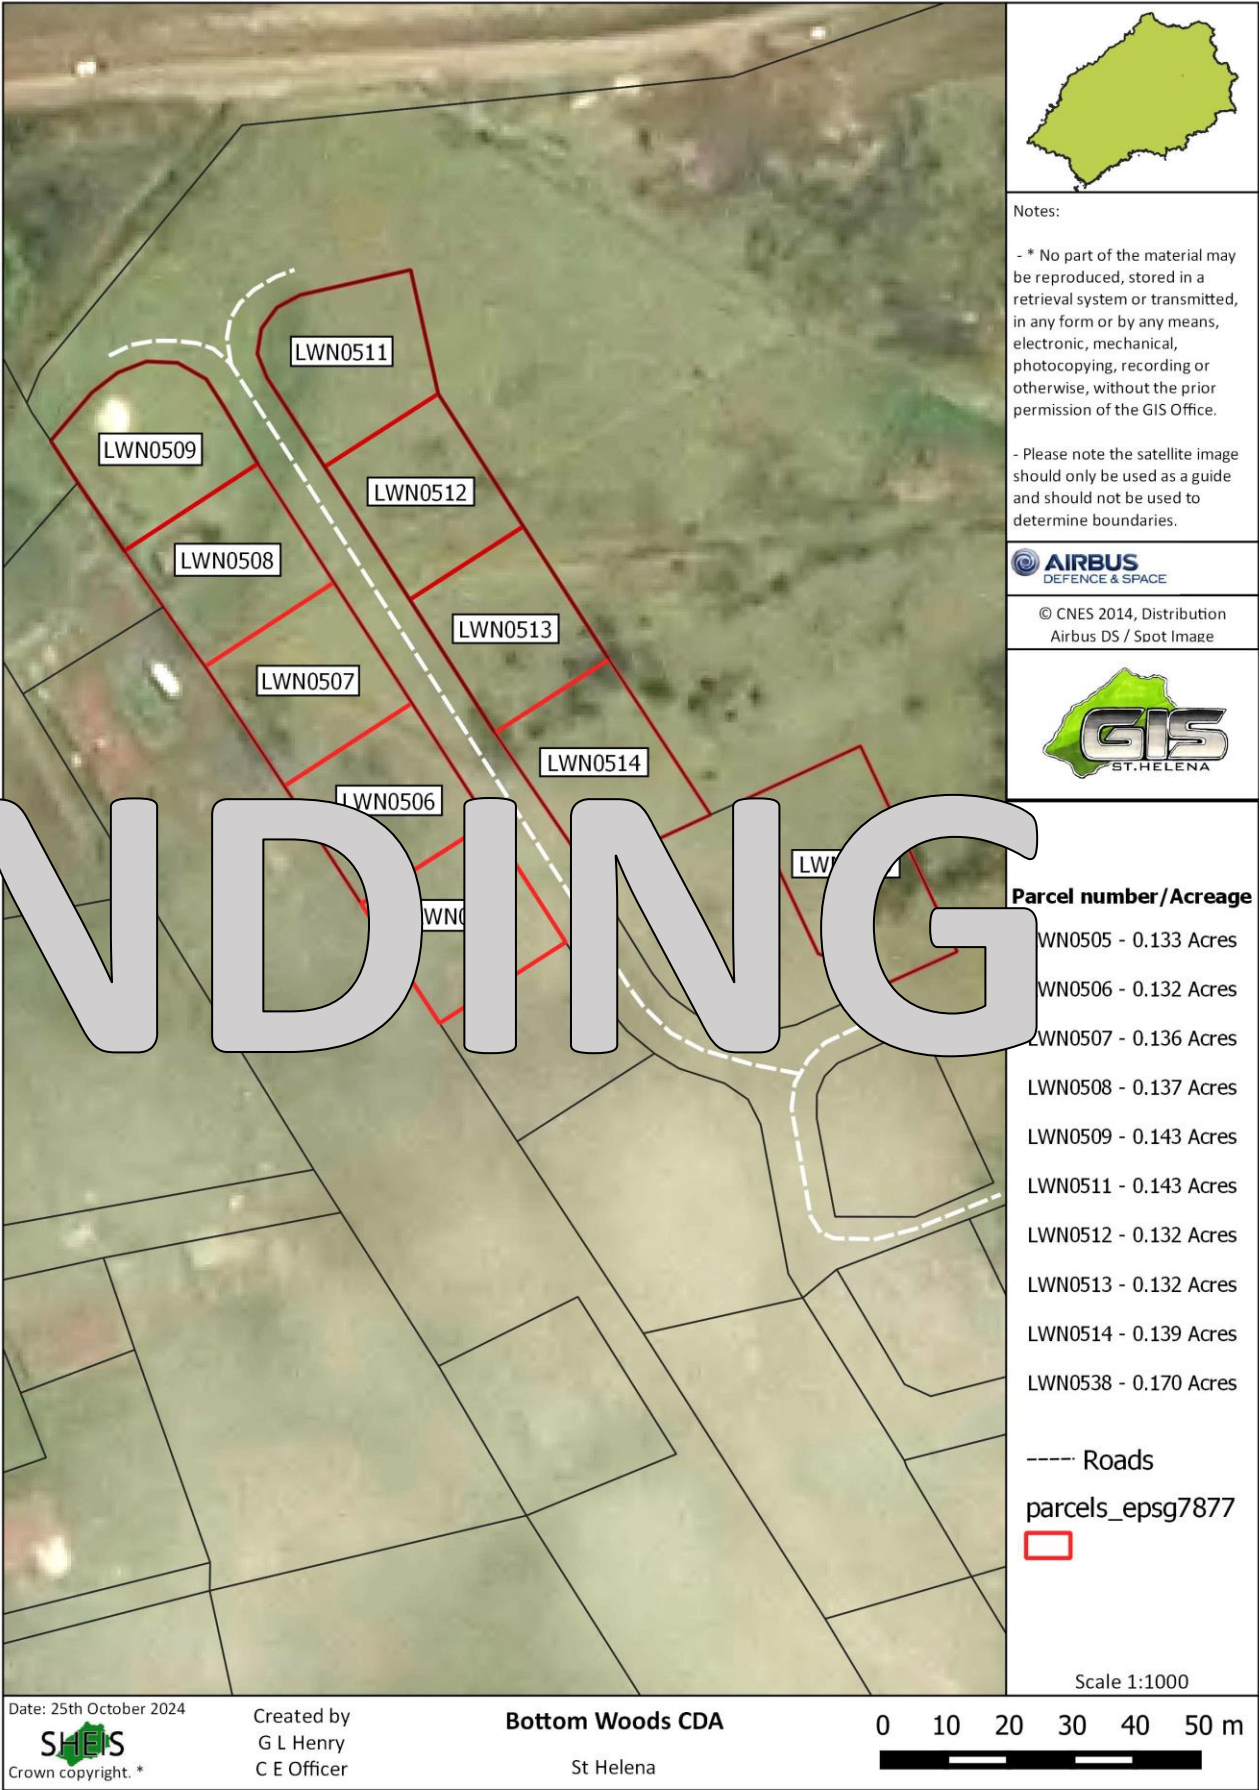 Notes:
- * No part of the material may
be reproduced, stored in a
retrieval system or transmitted,
in any form or by any means,
electronic, mechanical,
photocopying, recording or
otherwise, without the prior
permission of the GIS Office.
- Please note the satellite image
should only be used as a guide
and should not be used to
determine boundaries.
AIRBUS
DEFENCE & SPACE
© CNES 2014, Distribution
Airbus DS / Spot Image
GIS
ST.HELENA
LWN0511
LWN0509
LWN0512
LWN0508
LWN0513
LWN0507
LWN0514
LWN0506
NDING
Parcel number/Acreage
WN0505 - 0.133 Acres
WN0506 - 0.132 Acres
LWN0507 - 0.136 Acres
LWN0508 - 0.137 Acres
LWN0509 - 0.143 Acres
LWN0511 - 0.143 Acres
LWN0512 - 0.132 Acres
LWN0513 - 0.132 Acres
LWN0514 - 0.139 Acres
LWN0538 - 0.170 Acres
Roads
parcels_epsg7877
Scale 1:1000
Date: 25th October 2024
SHEIS
Crown copyright. *
Created by
G L Henry
C E Officer
Bottom Woods CDA
St Helena
0 10 20 30 40 50 m